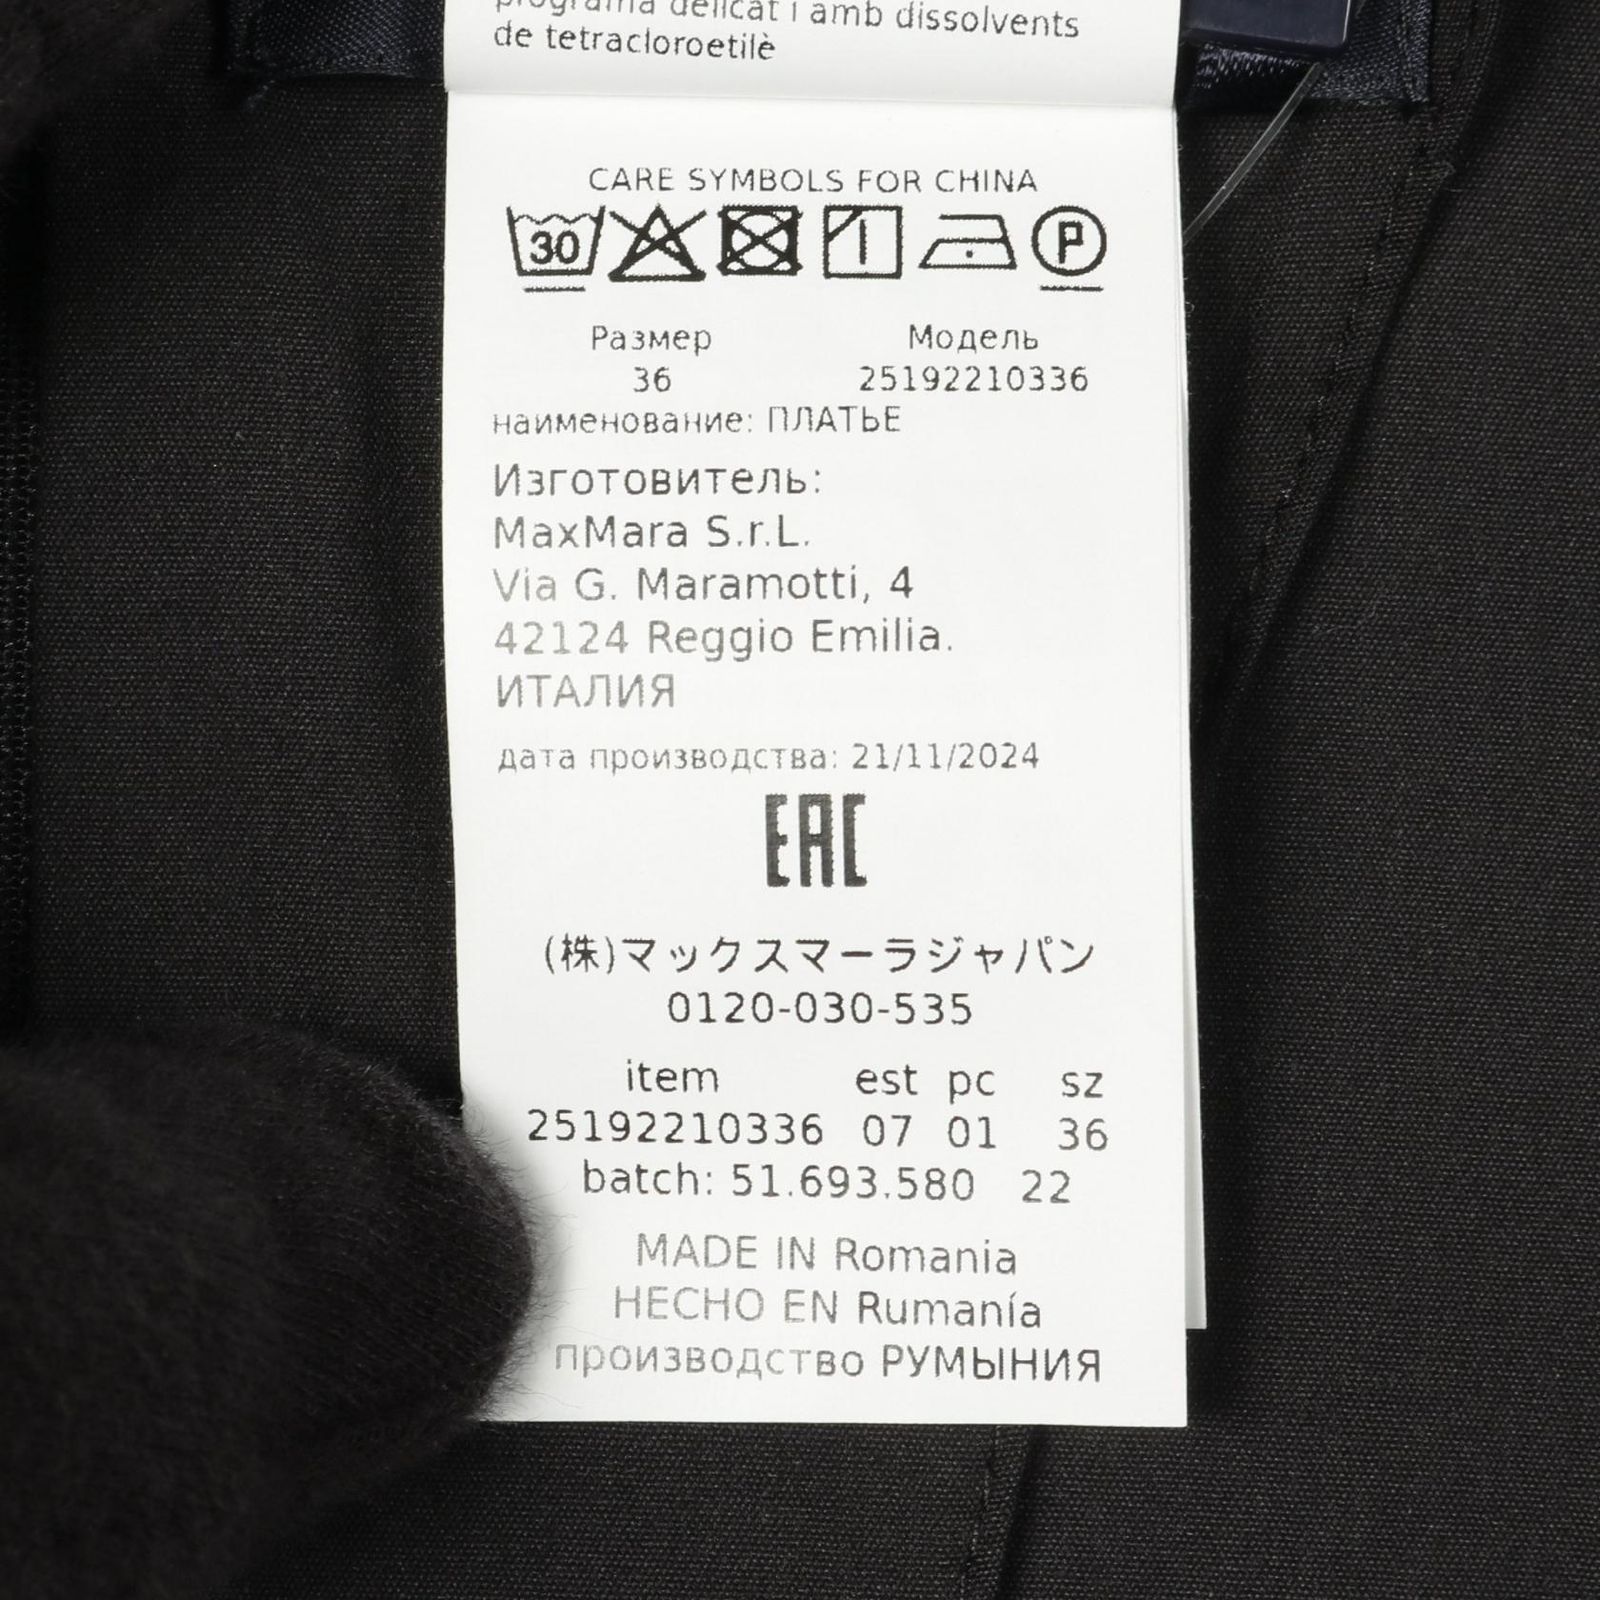 programa delicat i amb dissolvents
de tetracloroetilè
CARE SYMBOLS FOR CHINA
30 P
Размер Модель
36 25192210336
наименование: ПЛАТЬЕ
Изготовитель:
MaxMara S.r.L.
Via G. Maramotti, 4
42124 Reggio Emilia.
ИТАЛИЯ
дата производства: 21/11/2024
EAC
(株)マックスマーラジャパン
0120-030-535
item est pc sz
25192210336 07 01 36
batch: 51.693.580 22
MADE IN Romania
HECHO EN Rumanía
производство РУМЫНИЯ